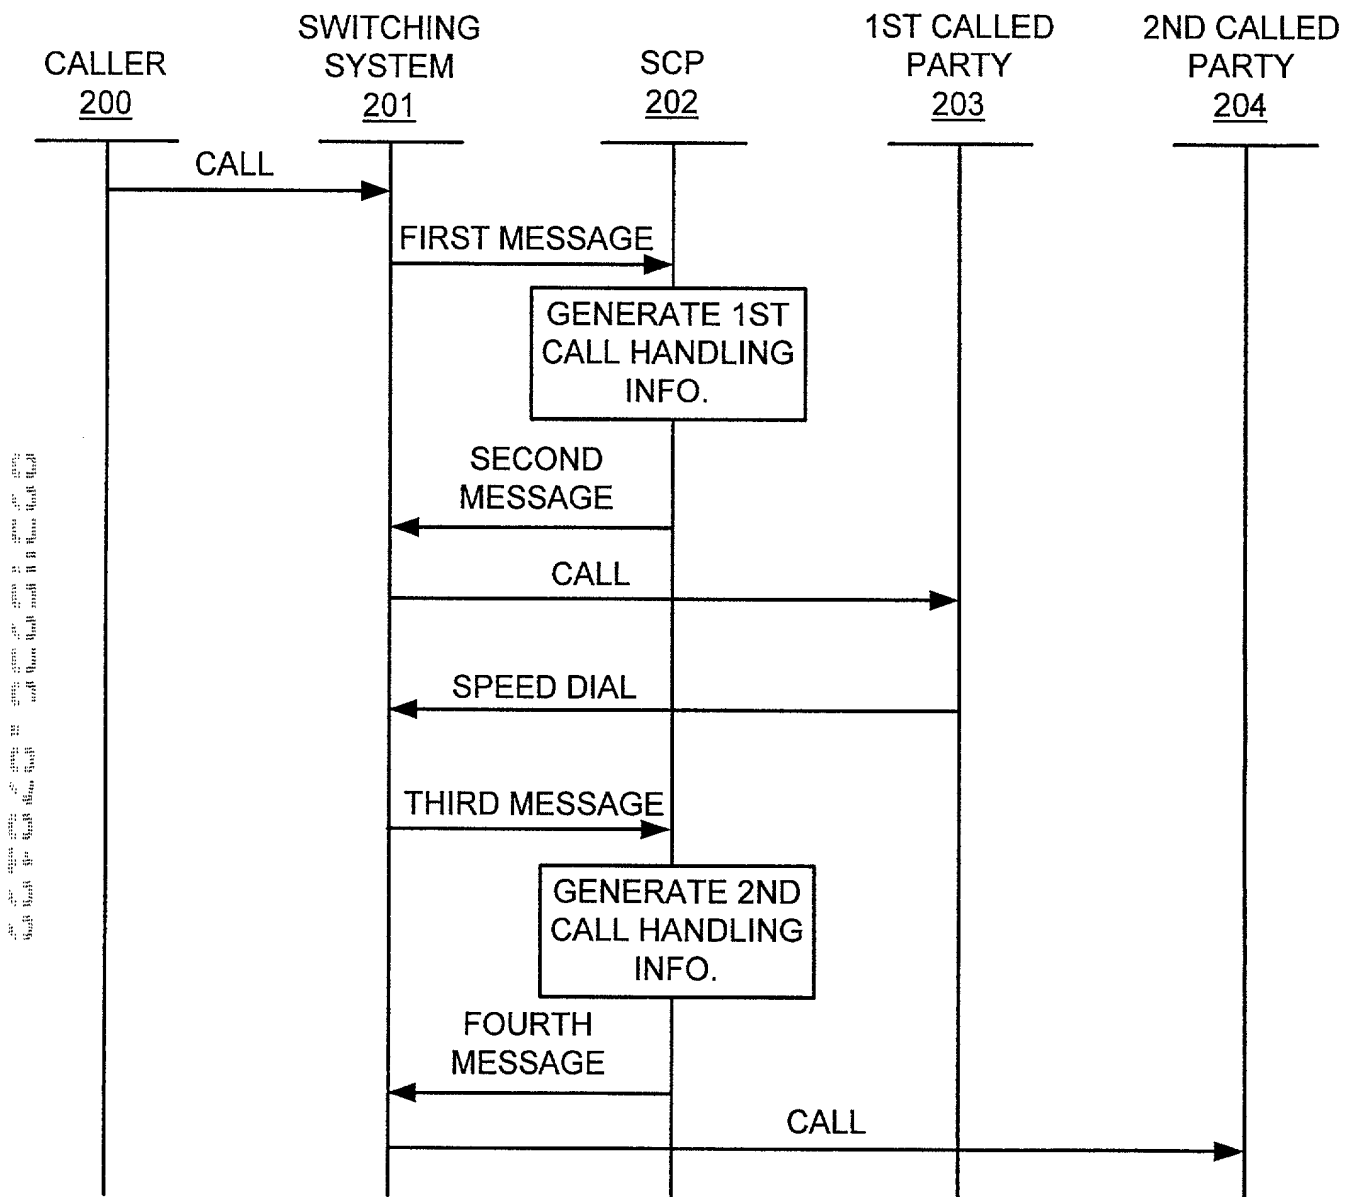 CALLER
200
SWITCHING
SYSTEM
201
SCP
202
1ST CALLED
PARTY
203
2ND CALLED
PARTY
204
CALL
FIRST MESSAGE
GENERATE 1ST
CALL HANDLING
INFO.
SECOND
MESSAGE
CALL
SPEED DIAL
THIRD MESSAGE
GENERATE 2ND
CALL HANDLING
INFO.
FOURTH
MESSAGE
CALL